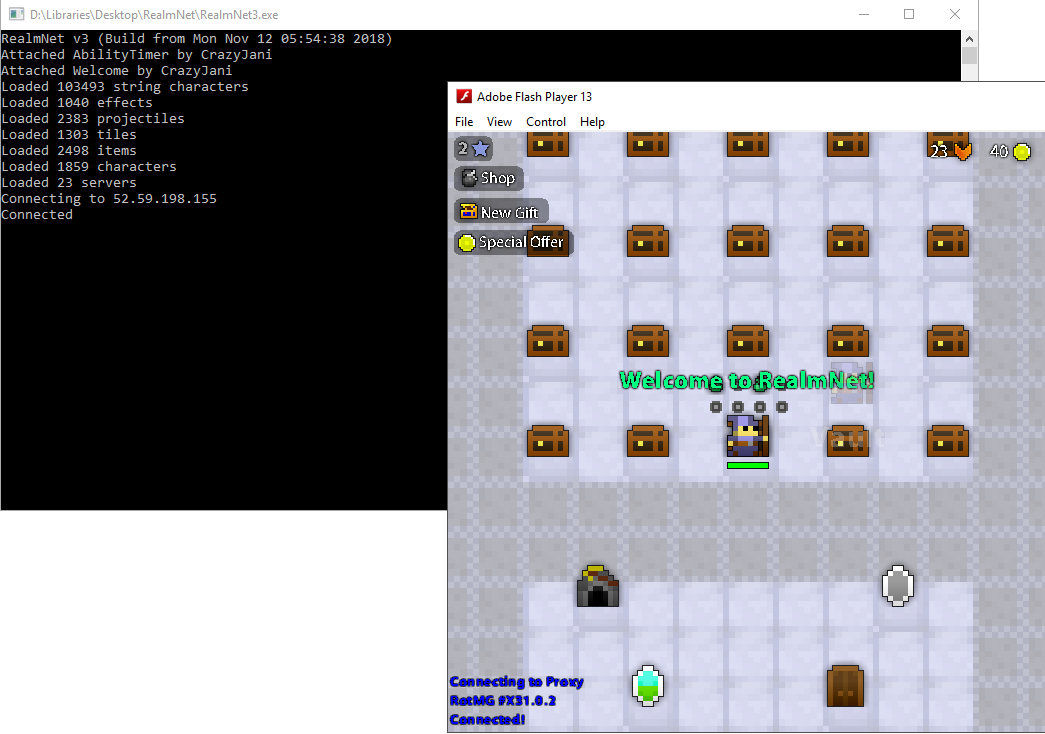 D:\Libraries\Desktop\RealmNet\RealmNet3.exe
RealmNet v3 (Build from Mon Nov 12 05:54:38 2018)
Attached AbilityTimer by CrazyJani
Attached Welcome by CrazyJani
Loaded 103493 string characters
Loaded 1040 effects
Loaded 2383 projectiles
Loaded 1303 tiles
Loaded 2498 items
Loaded 1859 characters
Loaded 23 servers
Connecting to 52.59.198.155
Connected
Adobe Flash Player 13
File View Control Help
2
23 40
Shop
New Gift
Special Offer
Welcome to RealmNet!
Vault
Connecting to Proxy
RotMG #X31.0.2
Connected!